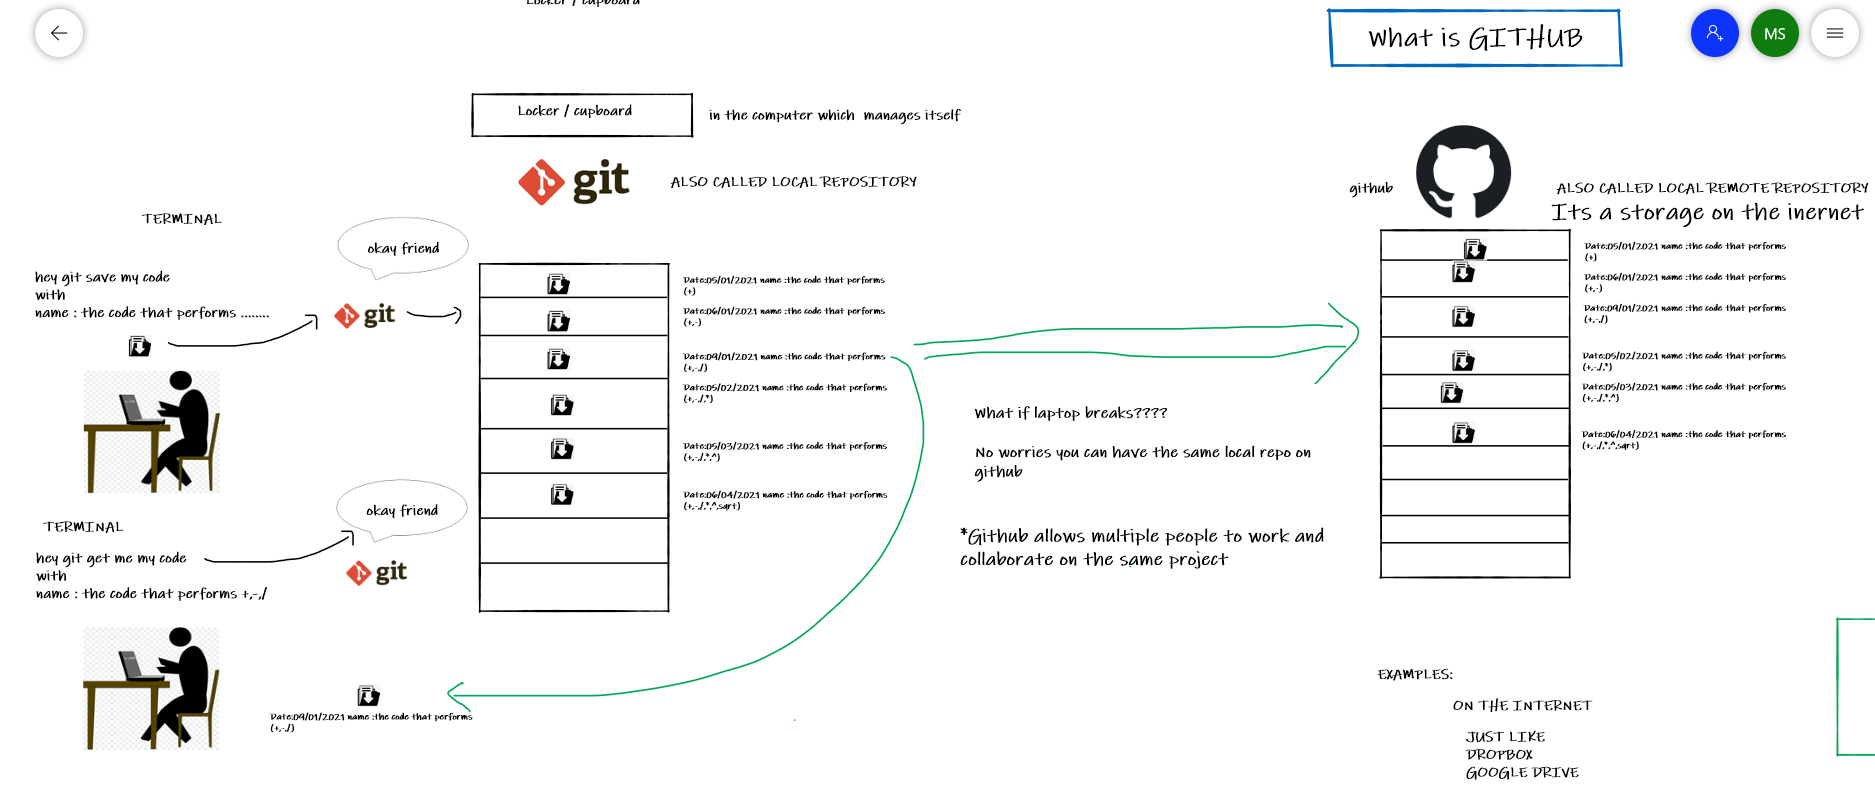 Locker / cupboard
What is GITHUB
MS
Locker / cupboard
in the computer which manages itself
git
ALSO CALLED LOCAL REPOSITORY
github
ALSO CALLED LOCAL REMOTE REPOSITORY
Its a storage on the inernet
TERMINAL
okay friend
hey git save my code
with
name : the code that performs ........
git
Date:05/01/2021 name :the code that performs
(+)
Date:06/01/2021 name :the code that performs
(+,-)
Date:09/01/2021 name :the code that performs
(+,-,/)
Date:05/02/2021 name :the code that performs
(+,-,/,*)
Date:05/03/2021 name :the code that performs
(+,-,/,*,^)
Date:06/04/2021 name :the code that performs
(+,-,/,*,^,sqrt)
What if laptop breaks????
No worries you can have the same local repo on
github
*Github allows multiple people to work and
collaborate on the same project
Date:05/01/2021 name :the code that performs
(+)
Date:06/01/2021 name :the code that performs
(+,-)
Date:09/01/2021 name :the code that performs
(+,-,/)
Date:05/02/2021 name :the code that performs
(+,-,/,*)
Date:05/03/2021 name :the code that performs
(+,-,/,*,^)
Date:06/04/2021 name :the code that performs
(+,-,/,*,^,sqrt)
TERMINAL
okay friend
hey git get me my code
with
name : the code that performs +,-,/
git
Date:09/01/2021 name :the code that performs
(+,-,/)
EXAMPLES:
ON THE INTERNET
JUST LIKE
DROPBOX
GOOGLE DRIVE